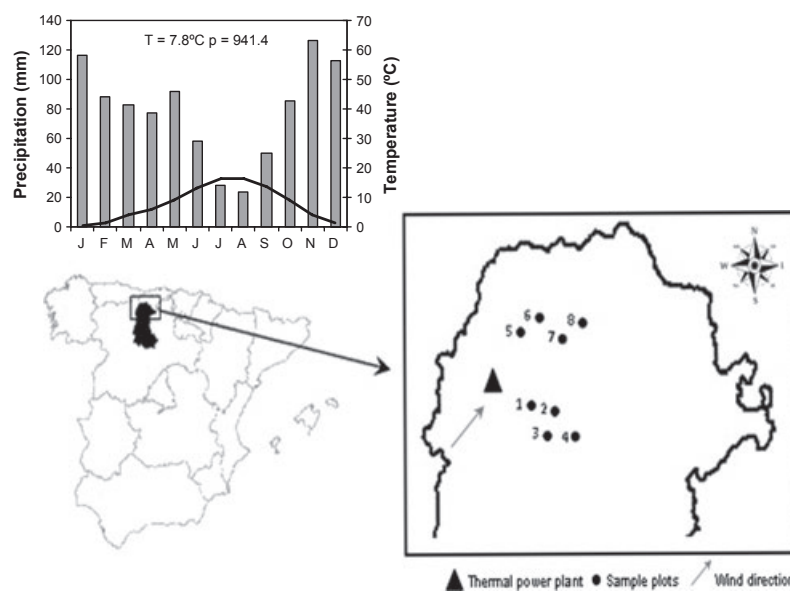 T = 7.8ºC p = 941.4
Precipitation (mm)
140
120
100
80
60
40
20
0
Temperature (ºC)
70
60
50
40
30
20
10
0
J F M A M J J A S O N D
N
W
S
6
8
5
7
1
2
3
4
Thermal power plant
Sample plots
Wind direction